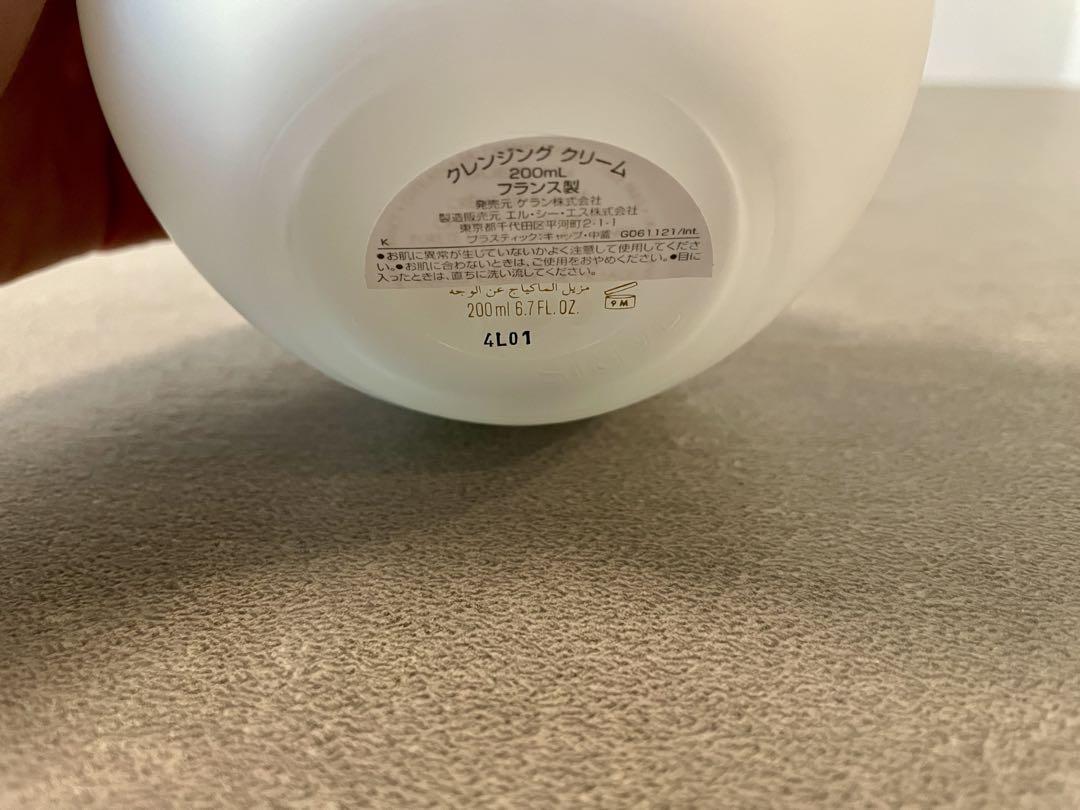 クレンジング クリーム
200mL
フランス製
発売元 ゲラン株式会社
製造販売元 エル・シー・エス株式会社
東京都千代田区平河町2-1-1
K プラスティック:キャップ・中蓋 G061121/Int.
●お肌に異常が生じていないかよく注意して使用してくださ
い。●お肌に合わないときは、ご使用をおやめください。●目に
入ったときは、直ちに洗い流してください。
مزيل الماكياج عن الوجه
200ml 6.7 FL.OZ. 9M
4L01